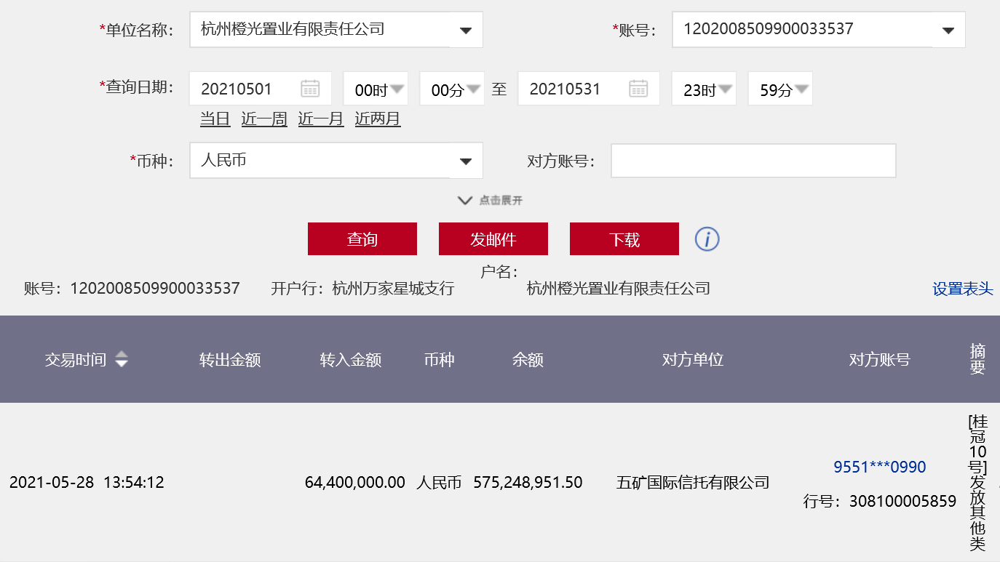 *单位名称: 杭州橙光置业有限责任公司 *账号: 1202008509900033537
*查询日期: 20210501 00时 00分 至 20210531 23时 59分
当日 近一周 近一月 近两月
*币种: 人民币 对方账号:
点击展开
查询 发邮件 下载 i
账号: 1202008509900033537 开户行: 杭州万家星城支行 户名: 杭州橙光置业有限责任公司 设置表头
交易时间 转出金额 转入金额 币种 余额 对方单位 对方账号 摘要
2021-05-28 13:54:12 64,400,000.00 人民币 575,248,951.50 五矿国际信托有限公司 9551***0990
行号: 308100005859
[桂冠10号]发放其他类